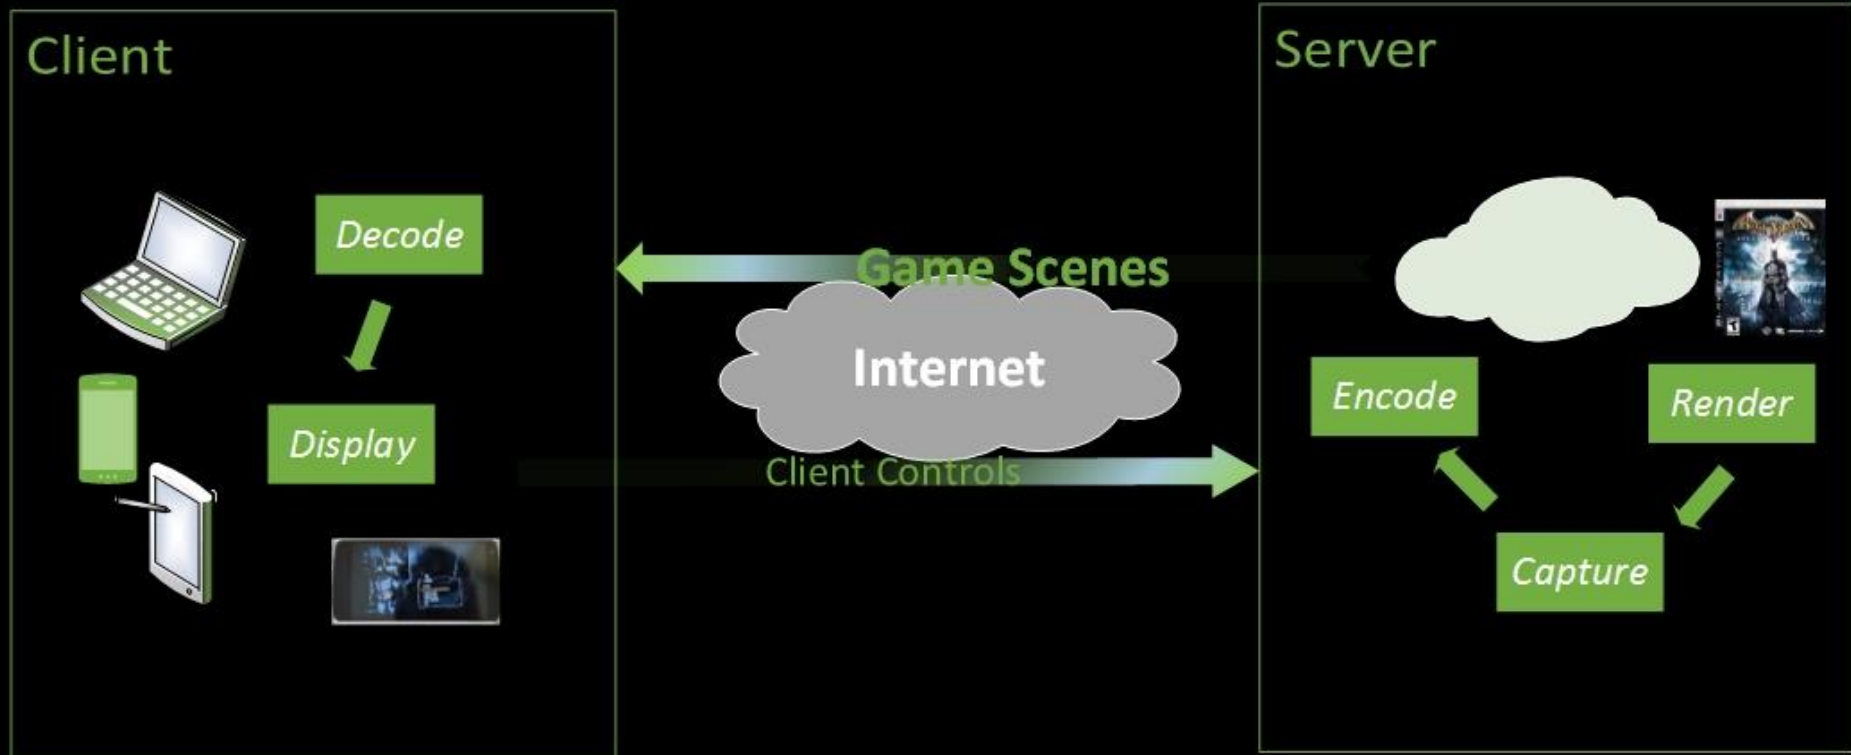 Client
Server
Decode
Display
Game Scenes
Internet
Client Controls
Encode
Render
Capture